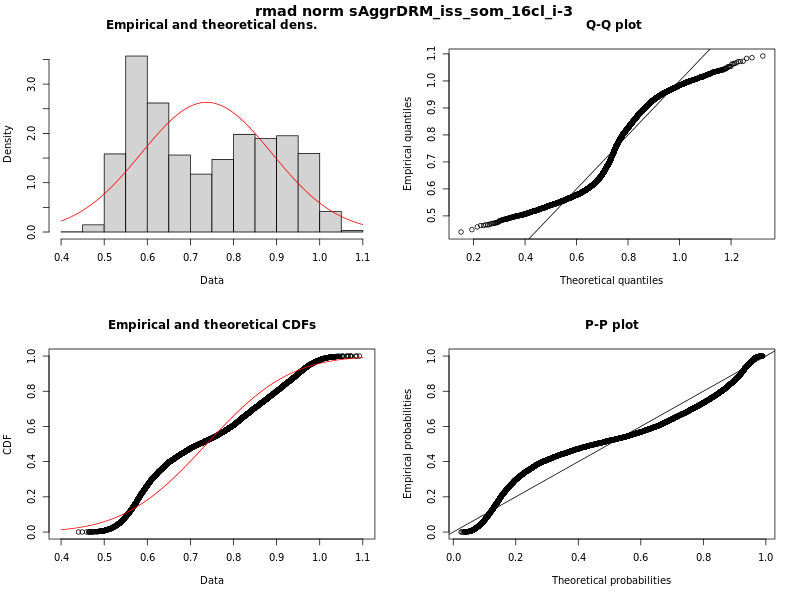 rmad norm sAggrDRM_iss_som_16cl_i-3
Empirical and theoretical dens.
Density
0.0 1.0 2.0 3.0
0.4 0.5 0.6 0.7 0.8 0.9 1.0 1.1
Data
Q-Q plot
Empirical quantiles
0.5 0.6 0.7 0.8 0.9 1.0 1.1
0.2 0.4 0.6 0.8 1.0 1.2
Theoretical quantiles
Empirical and theoretical CDFs
CDF
0.0 0.2 0.4 0.6 0.8 1.0
0.4 0.5 0.6 0.7 0.8 0.9 1.0 1.1
Data
P-P plot
Empirical probabilities
0.0 0.2 0.4 0.6 0.8 1.0
0.0 0.2 0.4 0.6 0.8 1.0
Theoretical probabilities